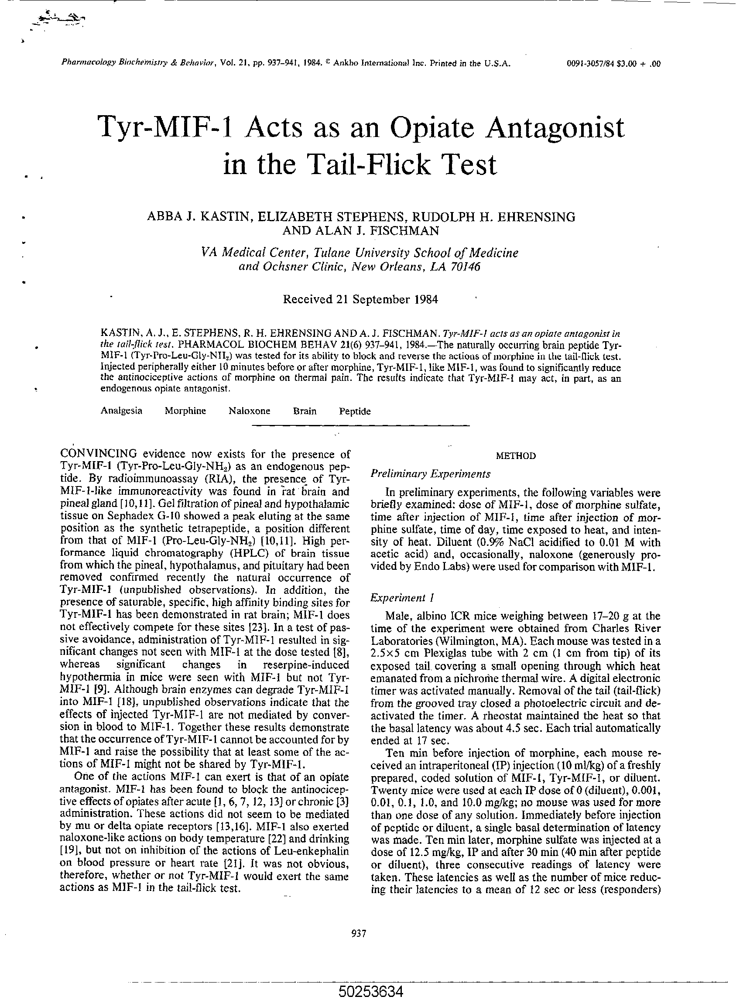 Pharmacology Biochemistry & Behavior, Vol. 21, pp. 937–941, 1984. © Ankho International Inc. Printed in the U.S.A. 0091-3057/84 $3.00 + .00
Tyr-MIF-1 Acts as an Opiate Antagonist
in the Tail-Flick Test
ABBA J. KASTIN, ELIZABETH STEPHENS, RUDOLPH H. EHRENSING
AND ALAN J. FISCHMAN
VA Medical Center, Tulane University School of Medicine
and Ochsner Clinic, New Orleans, LA 70146
Received 21 September 1984
KASTIN, A. J., E. STEPHENS, R. H. EHRENSING AND A. J. FISCHMAN. Tyr-MIF-1 acts as an opiate antagonist in
the tail-flick test. PHARMACOL BIOCHEM BEHAV 21(6) 937–941, 1984.—The naturally occurring brain peptide Tyr-
MIF-1 (Tyr-Pro-Leu-Gly-NH₂) was tested for its ability to block and reverse the actions of morphine in the tail-flick test.
Injected peripherally either 10 minutes before or after morphine, Tyr-MIF-1, like MIF-1, was found to significantly reduce
the antinociceptive actions of morphine on thermal pain. The results indicate that Tyr-MIF-1 may act, in part, as an
endogenous opiate antagonist.
Analgesia Morphine Naloxone Brain Peptide
CONVINCING evidence now exists for the presence of
Tyr-MIF-1 (Tyr-Pro-Leu-Gly-NH₂) as an endogenous pep-
tide. By radioimmunoassay (RIA), the presence of Tyr-
MIF-1-like immunoreactivity was found in rat brain and
pineal gland [10,11]. Gel filtration of pineal and hypothalamic
tissue on Sephadex G-10 showed a peak eluting at the same
position as the synthetic tetrapeptide, a position different
from that of MIF-1 (Pro-Leu-Gly-NH₂) [10,11]. High per-
formance liquid chromatography (HPLC) of brain tissue
from which the pineal, hypothalamus, and pituitary had been
removed confirmed recently the natural occurrence of
Tyr-MIF-1 (unpublished observations). In addition, the
presence of saturable, specific, high affinity binding sites for
Tyr-MIF-1 has been demonstrated in rat brain; MIF-1 does
not effectively compete for these sites [23]. In a test of pas-
sive avoidance, administration of Tyr-MIF-1 resulted in sig-
nificant changes not seen with MIF-1 at the dose tested [8],
whereas significant changes in reserpine-induced
hypothermia in mice were seen with MIF-1 but not Tyr-
MIF-1 [9]. Although brain enzymes can degrade Tyr-MIF-1
into MIF-1 [18], unpublished observations indicate that the
effects of injected Tyr-MIF-1 are not mediated by conver-
sion in blood to MIF-1. Together these results demonstrate
that the occurrence of Tyr-MIF-1 cannot be accounted for by
MIF-1 and raise the possibility that at least some of the ac-
tions of MIF-1 might not be shared by Tyr-MIF-1.
One of the actions MIF-1 can exert is that of an opiate
antagonist. MIF-1 has been found to block the antinocicep-
tive effects of opiates after acute [1, 6, 7, 12, 13] or chronic [3]
administration. These actions did not seem to be mediated
by mu or delta opiate receptors [13,16]. MIF-1 also exerted
naloxone-like actions on body temperature [22] and drinking
[19], but not on inhibition of the actions of Leu-enkephalin
on blood pressure or heart rate [21]. It was not obvious,
therefore, whether or not Tyr-MIF-1 would exert the same
actions as MIF-1 in the tail-flick test.
METHOD
Preliminary Experiments
In preliminary experiments, the following variables were
briefly examined: dose of MIF-1, dose of morphine sulfate,
time after injection of MIF-1, time after injection of mor-
phine sulfate, time of day, time exposed to heat, and inten-
sity of heat. Diluent (0.9% NaCl acidified to 0.01 M with
acetic acid) and, occasionally, naloxone (generously pro-
vided by Endo Labs) were used for comparison with MIF-1.
Experiment 1
Male, albino ICR mice weighing between 17–20 g at the
time of the experiment were obtained from Charles River
Laboratories (Wilmington, MA). Each mouse was tested in a
2.5×5 cm Plexiglas tube with 2 cm (1 cm from tip) of its
exposed tail covering a small opening through which heat
emanated from a nichrome thermal wire. A digital electronic
timer was activated manually. Removal of the tail (tail-flick)
from the grooved tray closed a photoelectric circuit and de-
activated the timer. A rheostat maintained the heat so that
the basal latency was about 4.5 sec. Each trial automatically
ended at 17 sec.
Ten min before injection of morphine, each mouse re-
ceived an intraperitoneal (IP) injection (10 ml/kg) of a freshly
prepared, coded solution of MIF-1, Tyr-MIF-1, or diluent.
Twenty mice were used at each IP dose of 0 (diluent), 0.001,
0.01, 0.1, 1.0, and 10.0 mg/kg; no mouse was used for more
than one dose of any solution. Immediately before injection
of peptide or diluent, a single basal determination of latency
was made. Ten min later, morphine sulfate was injected at a
dose of 12.5 mg/kg, IP and after 30 min (40 min after peptide
or diluent), three consecutive readings of latency were
taken. These latencies as well as the number of mice reduc-
ing their latencies to a mean of 12 sec or less (responders)
937
50253634